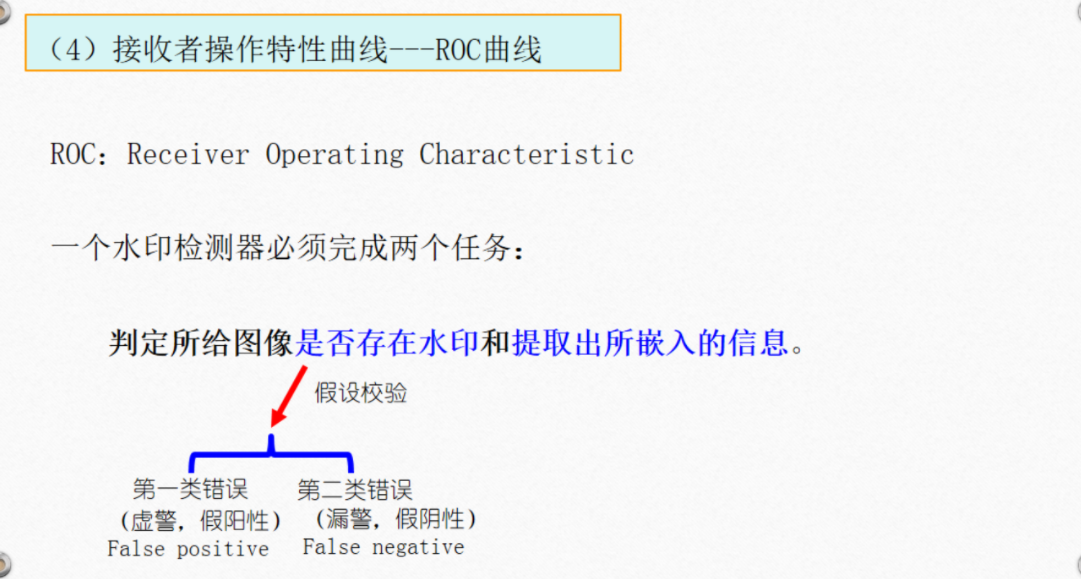 （4）接收者操作特性曲线---ROC曲线
ROC：Receiver Operating Characteristic
一个水印检测器必须完成两个任务：
判定所给图像是否存在水印和提取出所嵌入的信息。
假设校验
第一类错误 第二类错误
（虚警，假阳性） （漏警，假阴性）
False positive False negative